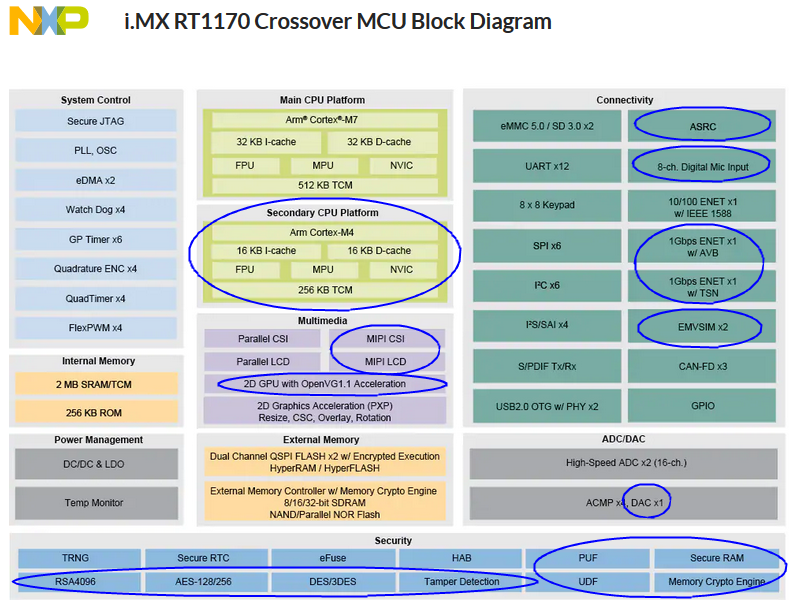 NXP
i.MX RT1170 Crossover MCU Block Diagram
System Control
Secure JTAG
PLL, OSC
eDMA x2
Watch Dog x4
GP Timer x6
Quadrature ENC x4
QuadTimer x4
FlexPWM x4
Internal Memory
2 MB SRAM/TCM
256 KB ROM
Power Management
DC/DC & LDO
Temp Monitor
Main CPU Platform
Arm® Cortex®-M7
32 KB I-cache
32 KB D-cache
FPU
MPU
NVIC
512 KB TCM
Secondary CPU Platform
Arm Cortex-M4
16 KB I-cache
16 KB D-cache
FPU
MPU
NVIC
256 KB TCM
Multimedia
Parallel CSI
MIPI CSI
Parallel LCD
MIPI LCD
2D GPU with OpenVG1.1 Acceleration
2D Graphics Acceleration (PXP)
Resize, CSC, Overlay, Rotation
External Memory
Dual Channel QSPI FLASH x2 w/ Encrypted Execution
HyperRAM / HyperFLASH
External Memory Controller w/ Memory Crypto Engine
8/16/32-bit SDRAM
NAND/Parallel NOR Flash
Connectivity
eMMC 5.0 / SD 3.0 x2
ASRC
UART x12
8-ch. Digital Mic Input
8 x 8 Keypad
10/100 ENET x1
w/ IEEE 1588
SPI x6
1Gbps ENET x1
w/ AVB
I²C x6
1Gbps ENET x1
w/ TSN
I²S/SAI x4
EMVSIM x2
S/PDIF Tx/Rx
CAN-FD x3
USB2.0 OTG w/ PHY x2
GPIO
ADC/DAC
High-Speed ADC x2 (16-ch.)
ACMP x4, DAC x1
Security
TRNG
Secure RTC
eFuse
HAB
PUF
Secure RAM
RSA4096
AES-128/256
DES/3DES
Tamper Detection
UDF
Memory Crypto Engine